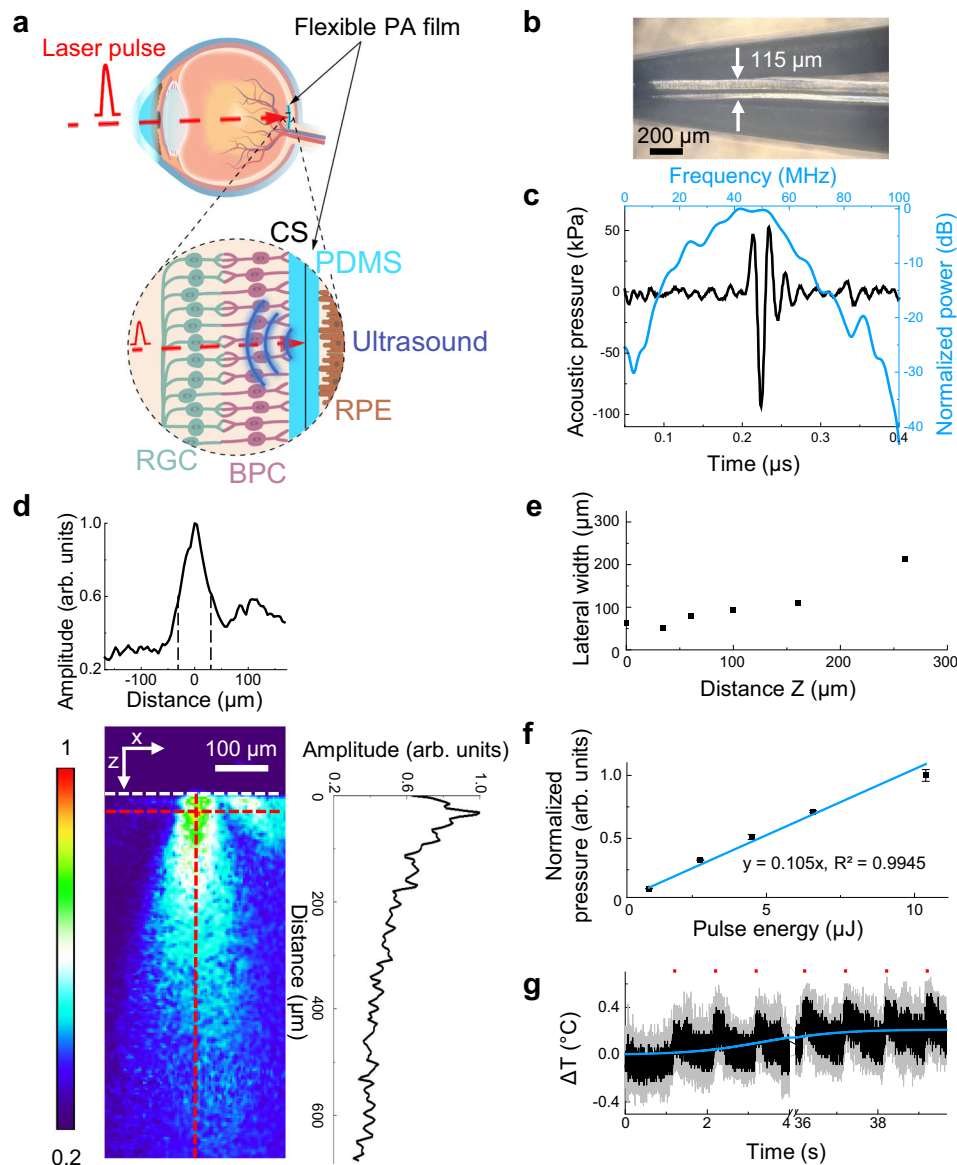 a
Flexible PA film
Laser pulse
CS
PDMS
Ultrasound
RPE
RGC
BPC
b
115 µm
200 µm
c
Frequency (MHz)
0 20 40 60 80 100
Acoustic pressure (kPa)
50
0
-50
-100
Normalized power (dB)
0
-10
-20
-30
-40
0.1 0.2 0.3 0.4
Time (µs)
d
Amplitude (arb. units)
1.0
0.6
0.2
-100 0 100
Distance (µm)
1
0.2
x
z
100 µm
Amplitude (arb. units)
0.2 0.6 1.0
Distance (µm)
0
200
400
600
e
Lateral width (µm)
300
200
100
0
0 100 200 300
Distance Z (µm)
f
Normalized
pressure (arb. units)
1.0
0.5
0
y = 0.105x, R² = 0.9945
0 5 10
Pulse energy (µJ)
g
ΔT (°C)
0.4
0.0
-0.4
0 2 4 36 38
Time (s)